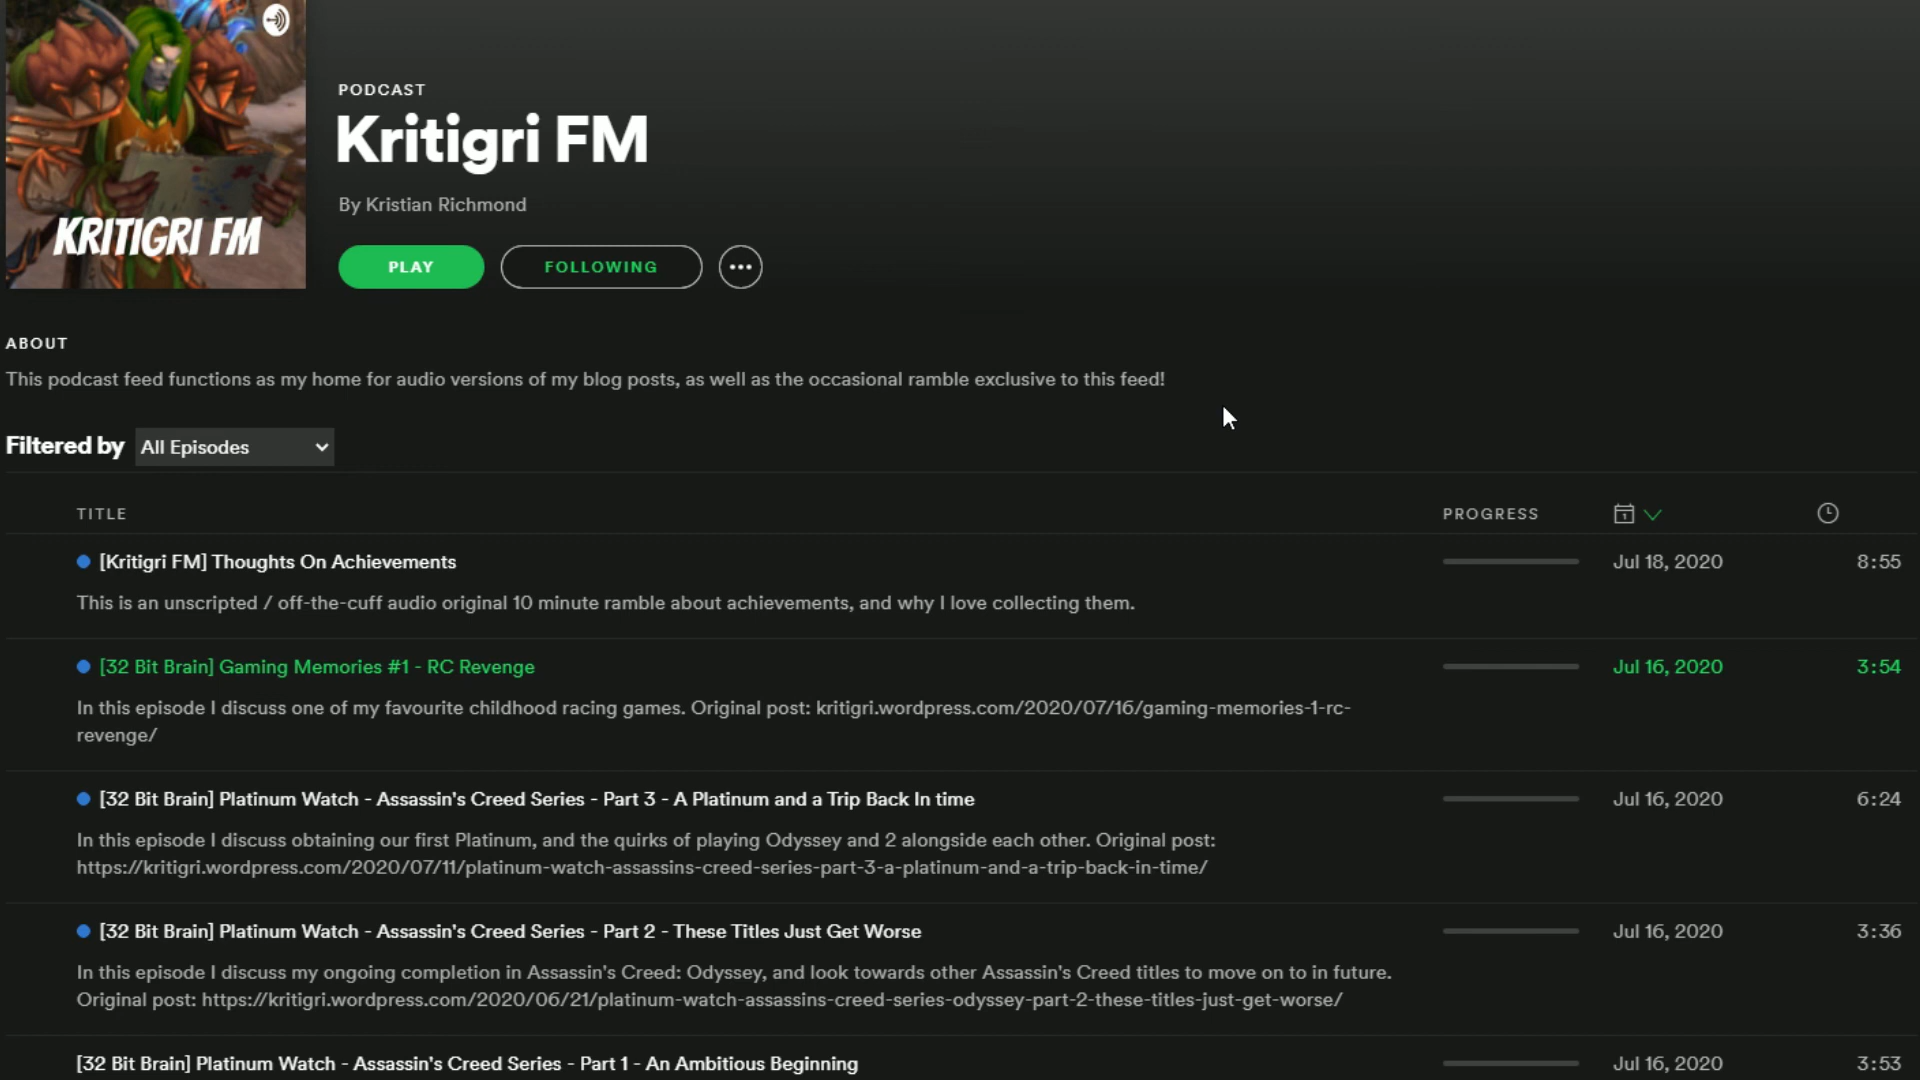 PODCAST
Kritigri FM
By Kristian Richmond
KRITIGRI FM
PLAY
FOLLOWING
ABOUT
This podcast feed functions as my home for audio versions of my blog posts, as well as the occasional ramble exclusive to this feed!
Filtered by All Episodes
TITLE PROGRESS
[Kritigri FM] Thoughts On Achievements Jul 18, 2020 8:55
This is an unscripted / off-the-cuff audio original 10 minute ramble about achievements, and why I love collecting them.
[32 Bit Brain] Gaming Memories #1 - RC Revenge Jul 16, 2020 3:54
In this episode I discuss one of my favourite childhood racing games. Original post: kritigri.wordpress.com/2020/07/16/gaming-memories-1-rc-
revenge/
[32 Bit Brain] Platinum Watch - Assassin's Creed Series - Part 3 - A Platinum and a Trip Back In time Jul 16, 2020 6:24
In this episode I discuss obtaining our first Platinum, and the quirks of playing Odyssey and 2 alongside each other. Original post:
https://kritigri.wordpress.com/2020/07/11/platinum-watch-assassins-creed-series-part-3-a-platinum-and-a-trip-back-in-time/
[32 Bit Brain] Platinum Watch - Assassin's Creed Series - Part 2 - These Titles Just Get Worse Jul 16, 2020 3:36
In this episode I discuss my ongoing completion in Assassin's Creed: Odyssey, and look towards other Assassin's Creed titles to move on to in future.
Original post: https://kritigri.wordpress.com/2020/06/21/platinum-watch-assassins-creed-series-odyssey-part-2-these-titles-just-get-worse/
[32 Bit Brain] Platinum Watch - Assassin's Creed Series - Part 1 - An Ambitious Beginning Jul 16, 2020 3:53